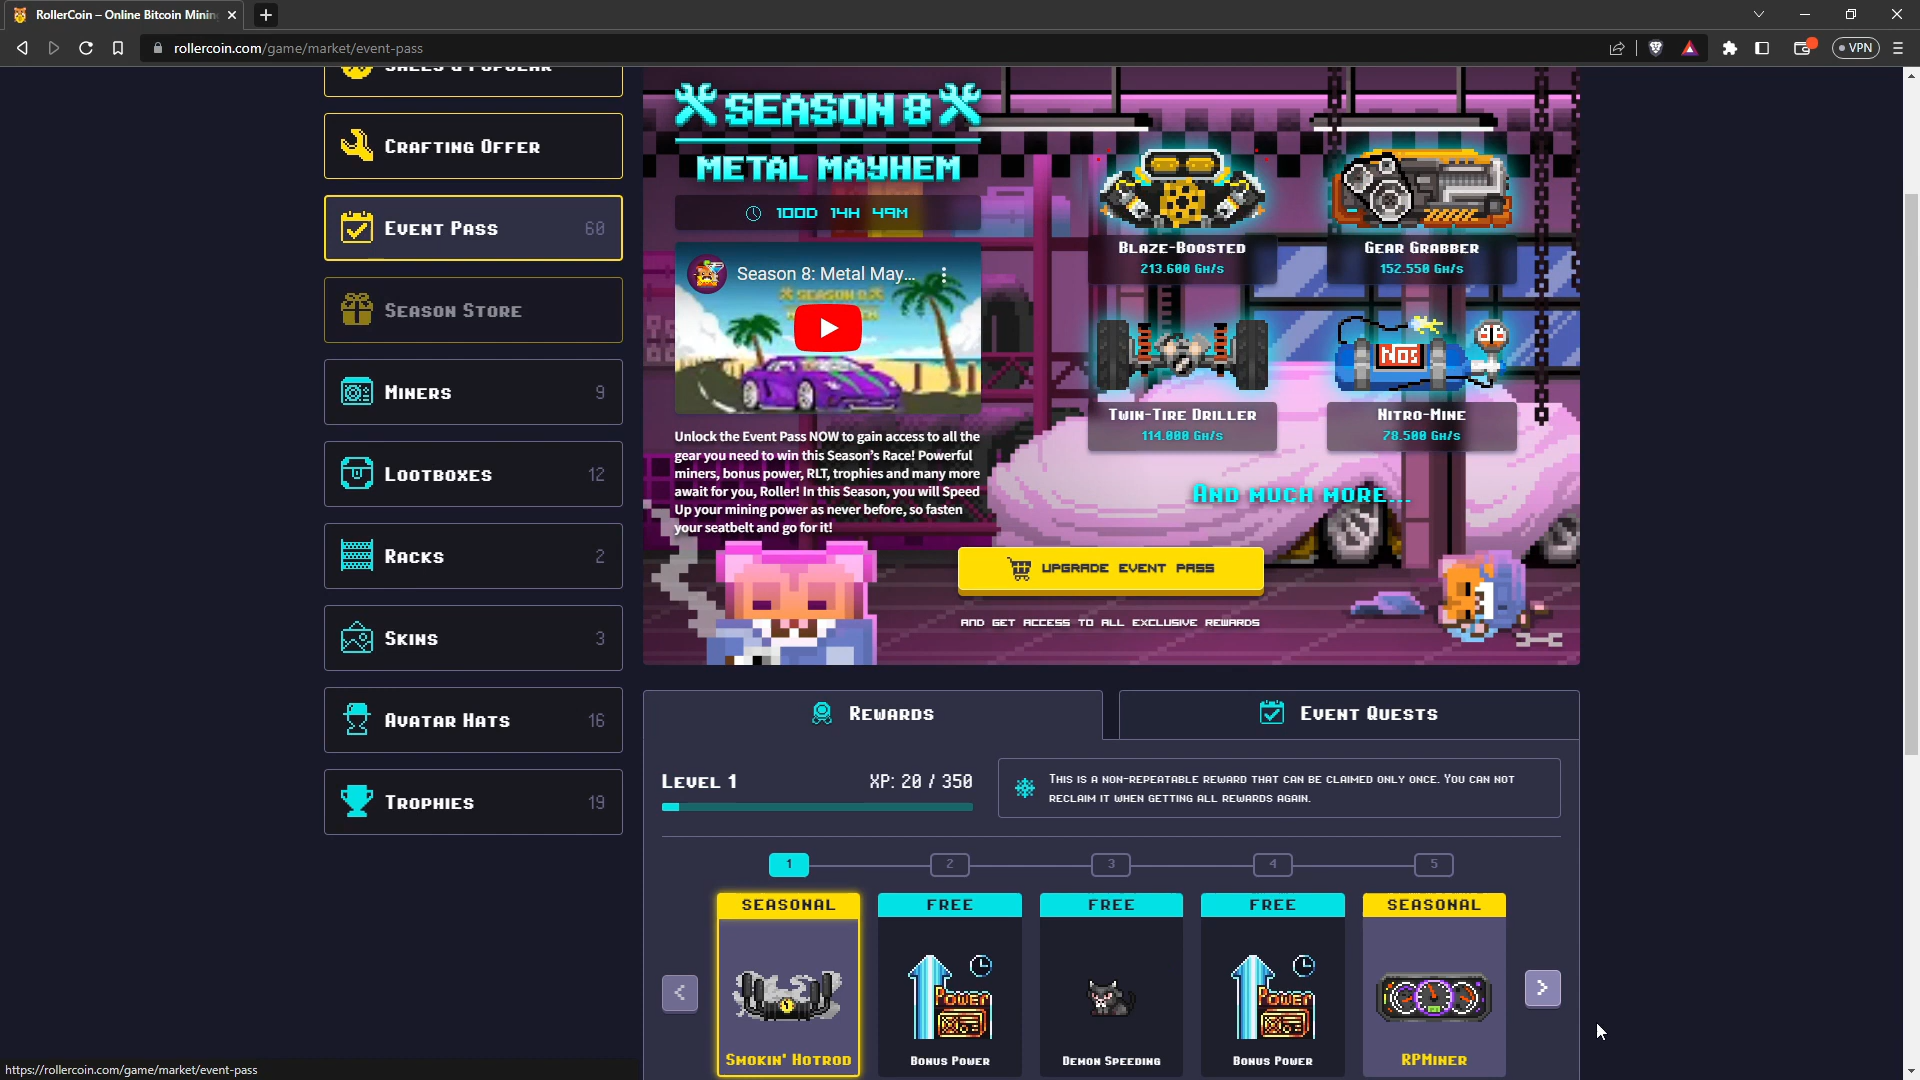 RollerCoin – Online Bitcoin Minin
rollercoin.com/game/market/event-pass
VPN
SALES & POPULAR
CRAFTING OFFER
EVENT PASS 60
SEASON STORE
MINERS 9
LOOTBOXES 12
RACKS 2
SKINS 3
AVATAR HATS 16
TROPHIES 19
SEASON 8
METAL MAYHEM
100D 14H 49M
Season 8: Metal May...
SEASON 8
Unlock the Event Pass NOW to gain access to all the
gear you need to win this Season's Race! Powerful
miners, bonus power, RLT, trophies and many more
await for you, Roller! In this Season, you will Speed
Up your mining power as never before, so fasten
your seatbelt and go for it!
BLAZE-BOOSTED
213.600 GH/S
GEAR GRABBER
152.550 GH/S
NOS
TWIN-TIRE DRILLER
114.000 GH/S
NITRO-MINE
78.500 GH/S
AND MUCH MORE...
UPGRADE EVENT PASS
AND GET ACCESS TO ALL EXCLUSIVE REWARDS
REWARDS
EVENT QUESTS
LEVEL 1 XP: 20 / 350
THIS IS A NON-REPEATABLE REWARD THAT CAN BE CLAIMED ONLY ONCE. YOU CAN NOT
RECLAIM IT WHEN GETTING ALL REWARDS AGAIN.
1 2 3 4 5
SEASONAL FREE FREE FREE SEASONAL
POWER POWER
SMOKIN' HOTROD BONUS POWER DEMON SPEEDING BONUS POWER RPMINER
https://rollercoin.com/game/market/event-pass